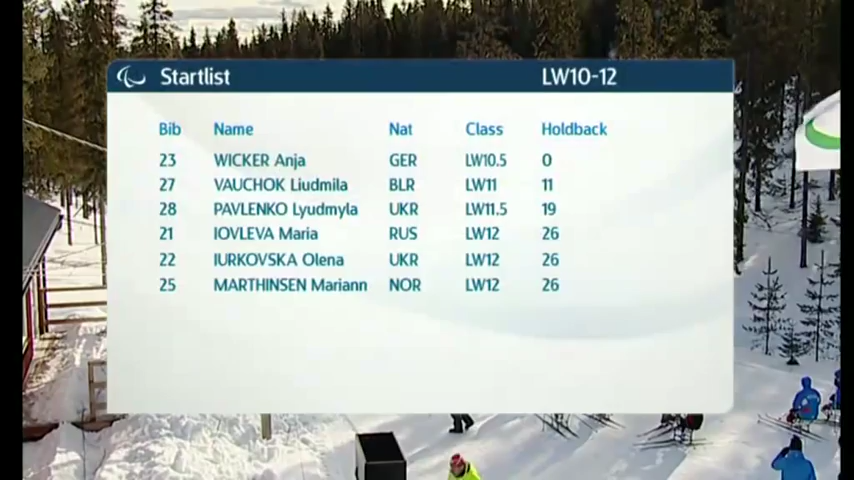 Startlist LW10-12
Bib Name Nat Class Holdback
23 WICKER Anja GER LW10.5 0
27 VAUCHOK Liudmila BLR LW11 11
28 PAVLENKO Lyudmyla UKR LW11.5 19
21 IOVLEVA Maria RUS LW12 26
22 IURKOVSKA Olena UKR LW12 26
25 MARTHINSEN Mariann NOR LW12 26